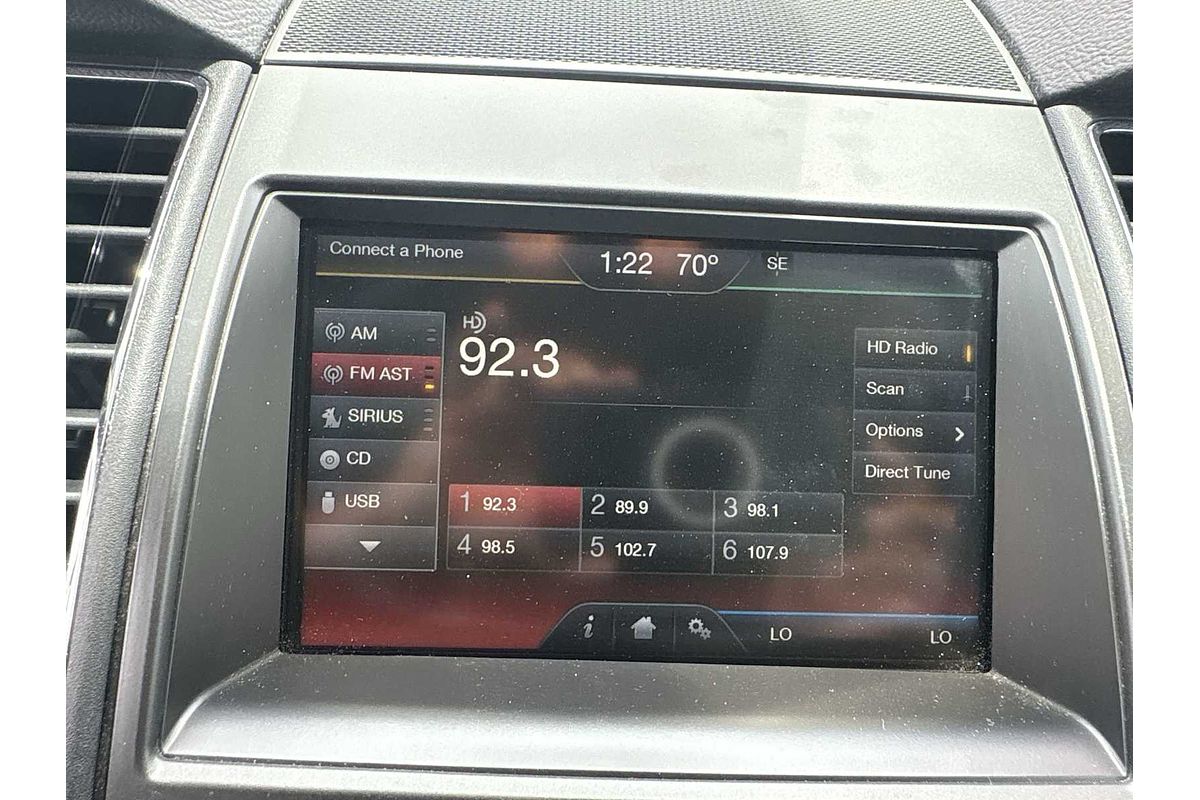 Connect a Phone
1:22 70° SE
AM
FM AST
SIRIUS
CD
USB
HD
92.3
HD Radio
Scan
Options
Direct Tune
1 92.3 2 89.9 3 98.1
4 98.5 5 102.7 6 107.9
i
LO LO